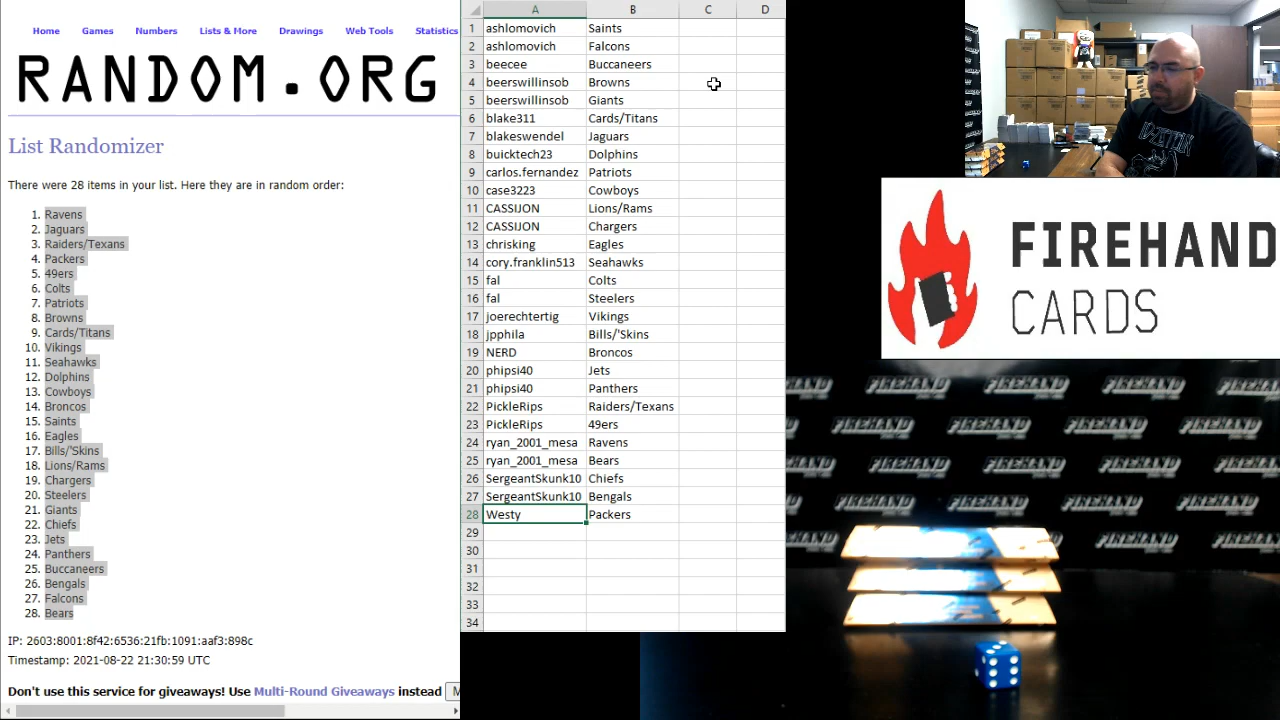 Home Games Numbers Lists & More Drawings Web Tools Statistics
RANDOM.ORG
List Randomizer
There were 28 items in your list. Here they are in random order:
1. Ravens
2. Jaguars
3. Raiders/Texans
4. Packers
5. 49ers
6. Colts
7. Patriots
8. Browns
9. Cards/Titans
10. Vikings
11. Seahawks
12. Dolphins
13. Cowboys
14. Broncos
15. Saints
16. Eagles
17. Bills/'Skins
18. Lions/Rams
19. Chargers
20. Steelers
21. Giants
22. Chiefs
23. Jets
24. Panthers
25. Buccaneers
26. Bengals
27. Falcons
28. Bears
IP: 2603:8001:8f42:6536:21fb:1091:aaf3:898c
Timestamp: 2021-08-22 21:30:59 UTC
Don't use this service for giveaways! Use Multi-Round Giveaways instead
A B C D
1 ashlomovich Saints
2 ashlomovich Falcons
3 beecee Buccaneers
4 beerswillinsob Browns
5 beerswillinsob Giants
6 blake311 Cards/Titans
7 blakeswendel Jaguars
8 buicktech23 Dolphins
9 carlos.fernandez Patriots
10 case3223 Cowboys
11 CASSIJON Lions/Rams
12 CASSIJON Chargers
13 chrisking Eagles
14 cory.franklin513 Seahawks
15 fal Colts
16 fal Steelers
17 joerechtertig Vikings
18 jpphila Bills/'Skins
19 NERD Broncos
20 phipsi40 Jets
21 phipsi40 Panthers
22 PickleRips Raiders/Texans
23 PickleRips 49ers
24 ryan_2001_mesa Ravens
25 ryan_2001_mesa Bears
26 SergeantSkunk10 Chiefs
27 SergeantSkunk10 Bengals
28 Westy Packers
29
30
31
32
33
34
LED ZEPPELIN
FIREHAND
CARDS
FIREHAND FIREHAND FIREHAND FIREHAND